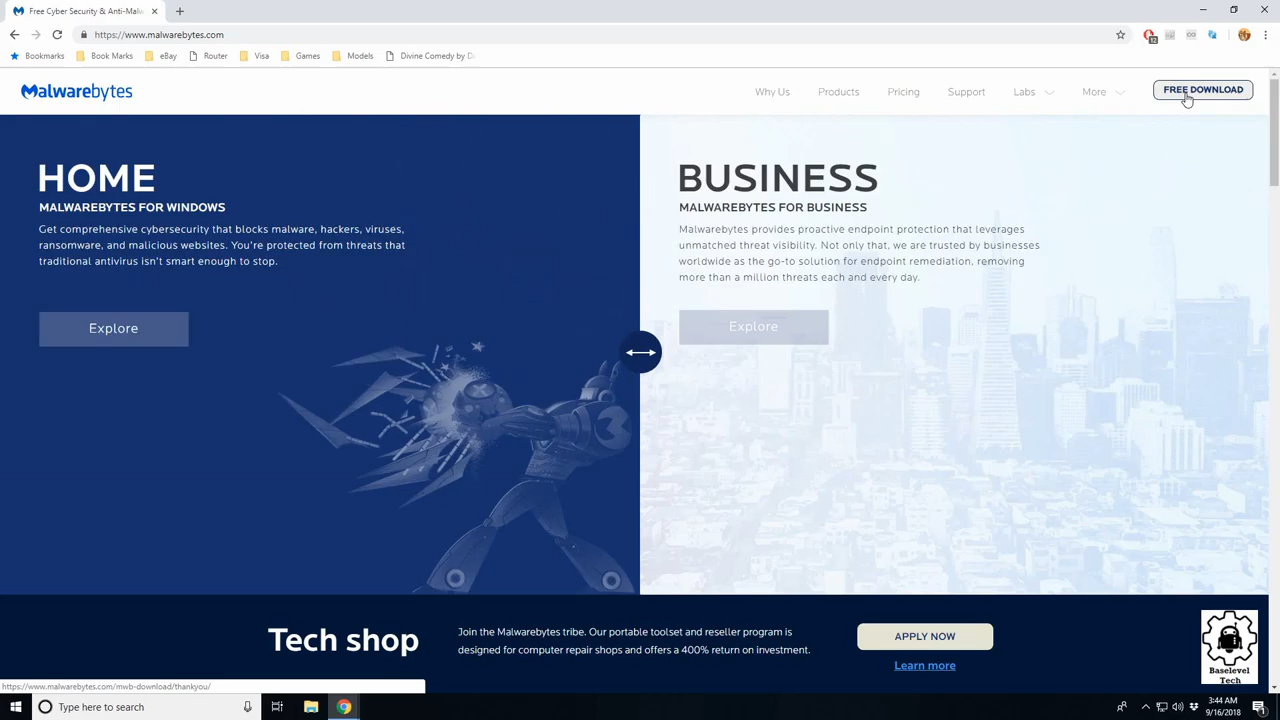 Free Cyber Security & Anti-Malw
https://www.malwarebytes.com
12
Bookmarks
Book Marks
eBay
Router
Visa
Games
Models
Divine Comedy by D
Malwarebytes
Why Us
Products
Pricing
Support
Labs
More
FREE DOWNLOAD
HOME
MALWAREBYTES FOR WINDOWS
Get comprehensive cybersecurity that blocks malware, hackers, viruses,
ransomware, and malicious websites. You're protected from threats that
traditional antivirus isn't smart enough to stop.
Explore
BUSINESS
MALWAREBYTES FOR BUSINESS
Malwarebytes provides proactive endpoint protection that leverages
unmatched threat visibility. Not only that, we are trusted by businesses
worldwide as the go-to solution for endpoint remediation, removing
more than a million threats each and every day.
Explore
Tech shop
Join the Malwarebytes tribe. Our portable toolset and reseller program is
designed for computer repair shops and offers a 400% return on investment.
APPLY NOW
Learn more
Baselevel
Tech
https://www.malwarebytes.com/mwb-download/thankyou/
Type here to search
3:44 AM
9/16/2018
1